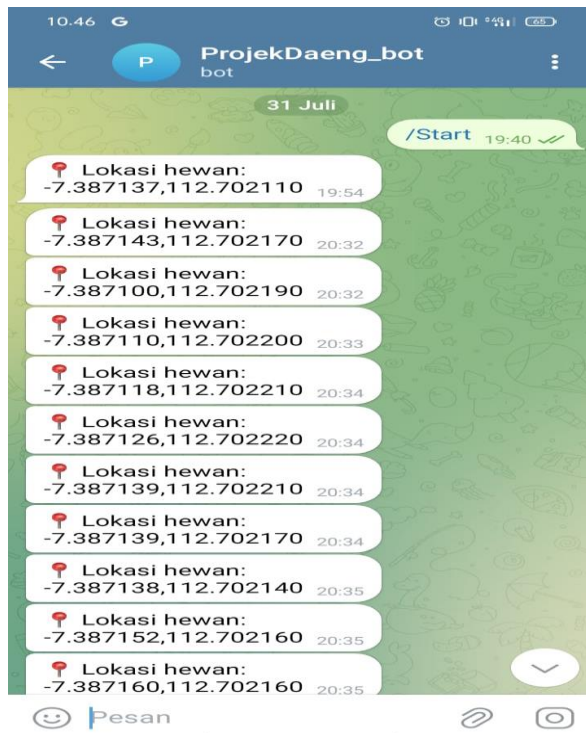 10.46 G
65
P
ProjekDaeng_bot
bot
31 Juli
/Start 19:40
Lokasi hewan:
-7.387137,112.702110 19:54
Lokasi hewan:
-7.387143,112.702170 20:32
Lokasi hewan:
-7.387100,112.702190 20:32
Lokasi hewan:
-7.387110,112.702200 20:33
Lokasi hewan:
-7.387118,112.702210 20:34
Lokasi hewan:
-7.387126,112.702220 20:34
Lokasi hewan:
-7.387139,112.702210 20:34
Lokasi hewan:
-7.387139,112.702170 20:34
Lokasi hewan:
-7.387138,112.702140 20:35
Lokasi hewan:
-7.387152,112.702160 20:35
Lokasi hewan:
-7.387160,112.702160 20:35
Pesan